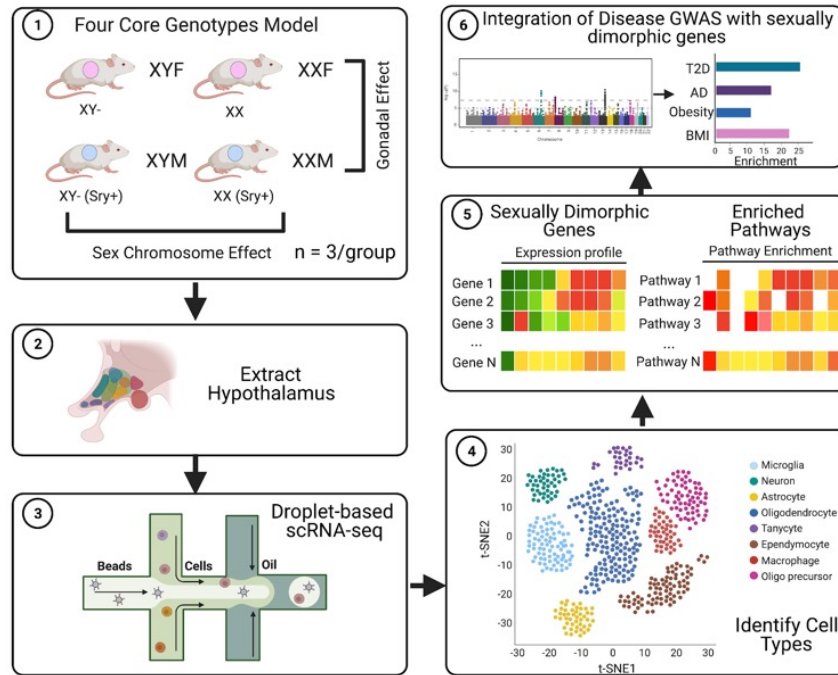 1
Four Core Genotypes Model
XYF
XXF
XY-
XX
XYM
XXM
XY- (Sry+)
XX (Sry+)
Gonadal Effect
Sex Chromosome Effect
n = 3/group
2
Extract
Hypothalamus
3
Droplet-based
scRNA-seq
Beads
Cells
Oil
4
t-SNE2
30
20
10
0
-10
-20
30
-30
-20
-10
0
10
20
30
t-SNE1
Microglia
Neuron
Astrocyte
Oligodendrocyte
Tanycyte
Ependymocyte
Macrophage
Oligo precursor
Identify Cell
Types
5
Sexually Dimorphic
Genes
Expression profile
Gene 1
Gene 2
Gene 3
...
Gene N
Enriched
Pathways
Pathway Enrichment
Pathway 1
Pathway 2
Pathway 3
...
Pathway N
6
Integration of Disease GWAS with sexually
dimorphic genes
Chromosome
T2D
AD
Obesity
BMI
0 5 10 15 20 25
Enrichment